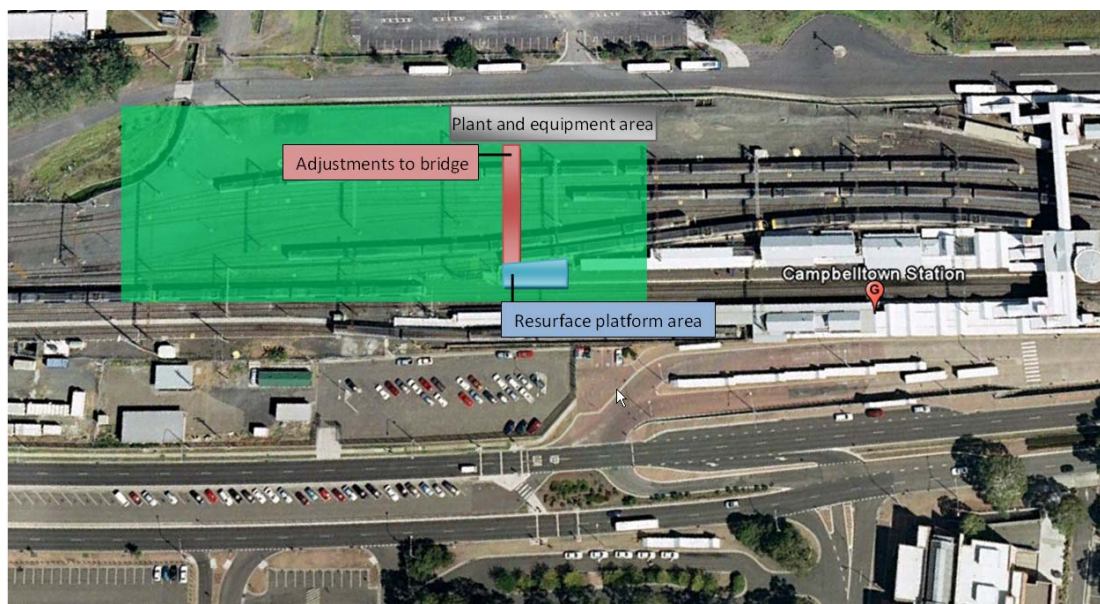 Plant and equipment area
Adjustments to bridge
Campbelltown Station
G
Resurface platform area